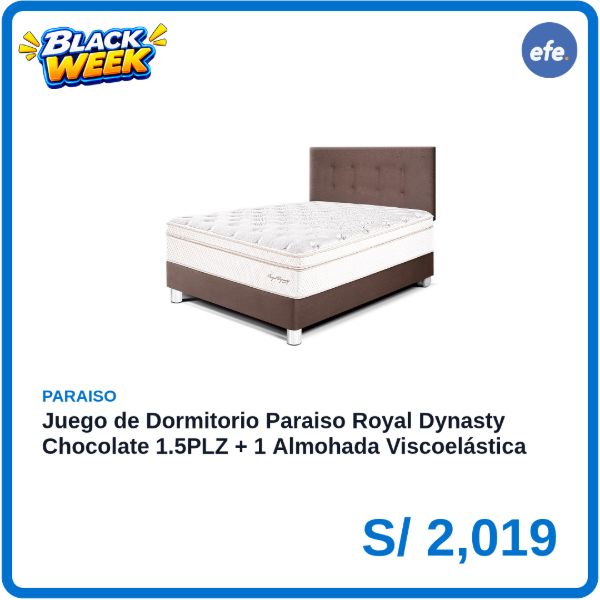 BLACK
WEEK
efe.
PARAISO
Juego de Dormitorio Paraiso Royal Dynasty
Chocolate 1.5PLZ + 1 Almohada Viscoelástica
S/ 2,019